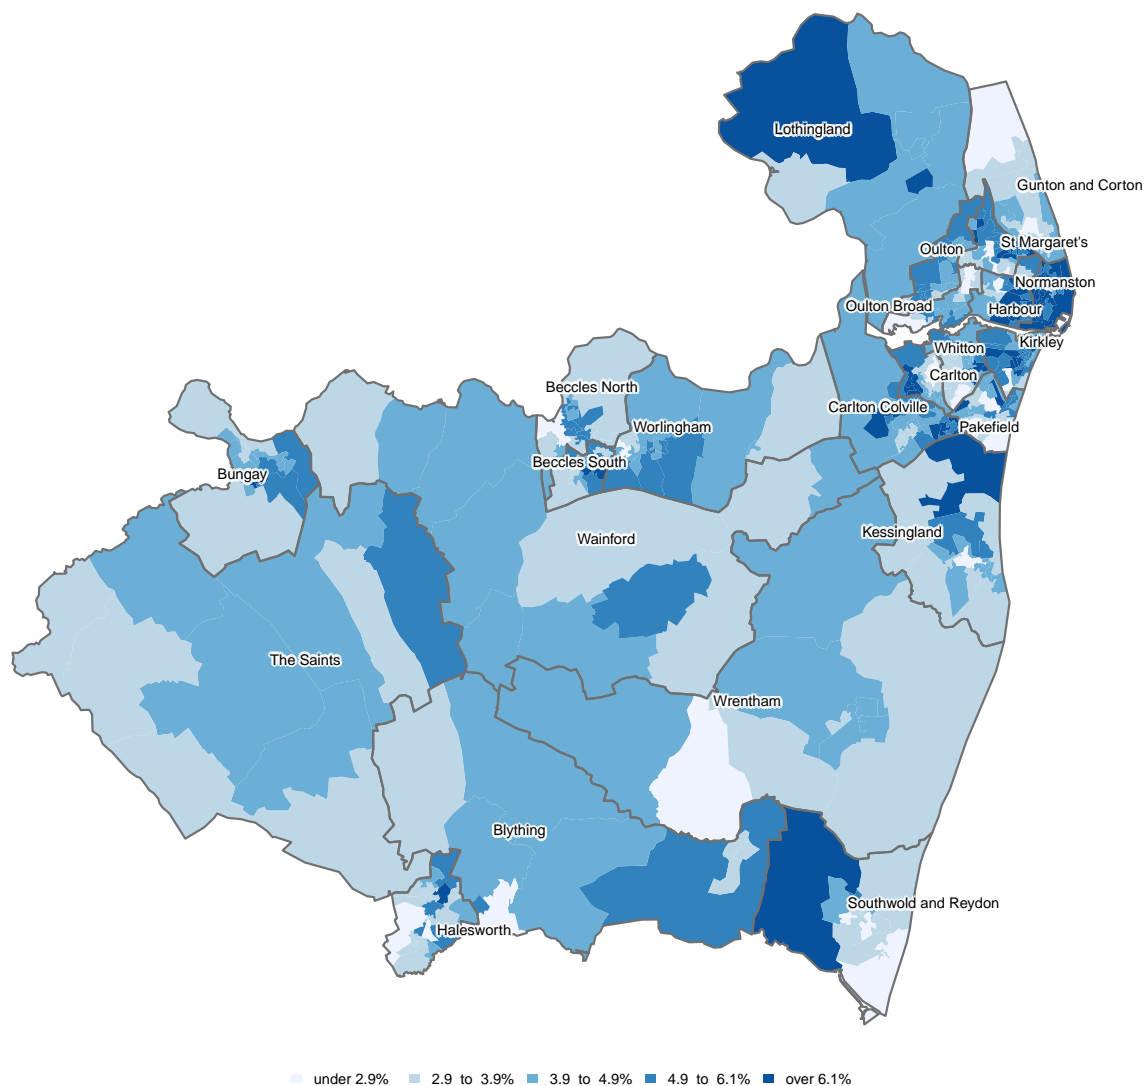 Lothingland
Gunton and Corton
St Margaret's
Oulton
Normanston
Oulton Broad
Harbour
Kirkley
Whitton
Carlton
Beccles North
Carlton Colville
Worlingham
Pakefield
Beccles South
Bungay
Kessingland
Wainford
The Saints
Wrentham
Blything
Southwold and Reydon
Halesworth
under 2.9% 2.9 to 3.9% 3.9 to 4.9% 4.9 to 6.1% over 6.1%